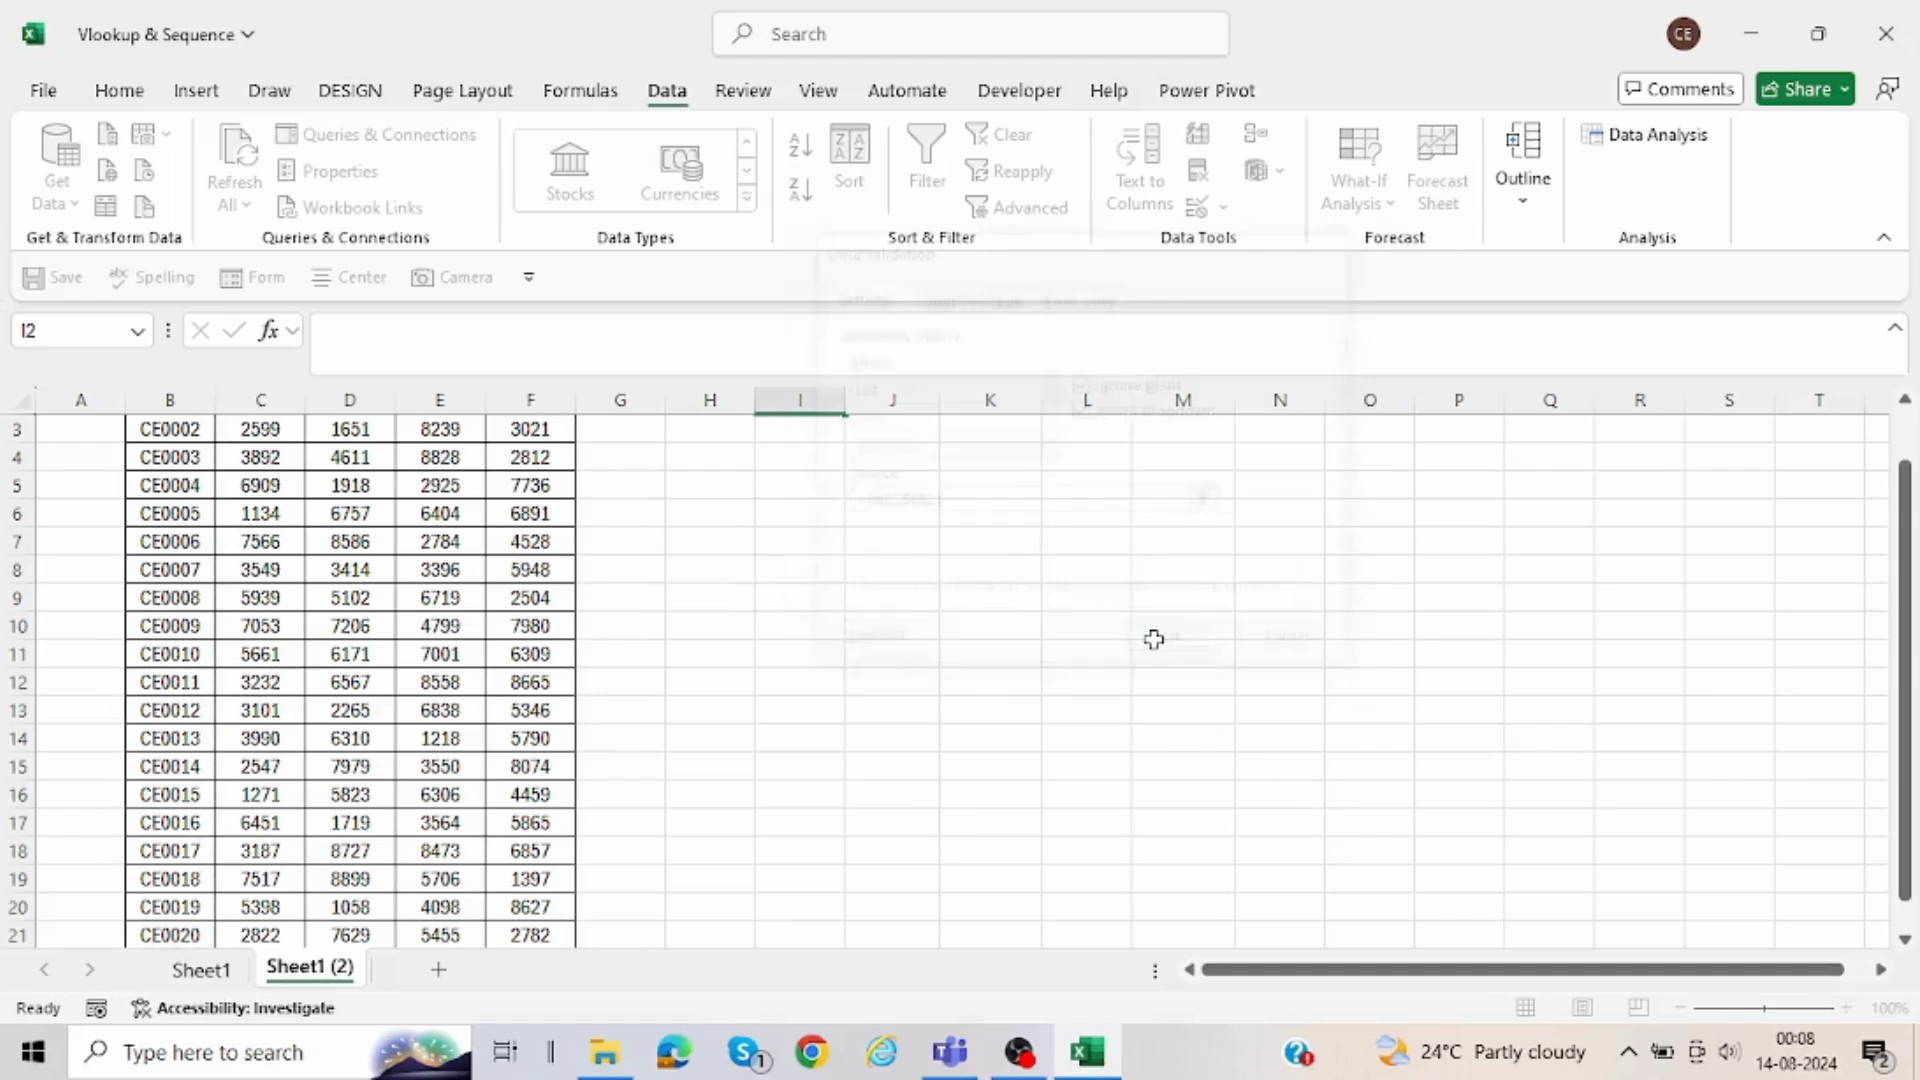 Vlookup & Sequence
Search
CE
File Home Insert Draw DESIGN Page Layout Formulas Data Review View Automate Developer Help Power Pivot
Comments
Share
Get Data
Refresh All
Queries & Connections
Properties
Workbook Links
Stocks
Currencies
Sort
Filter
Clear
Reapply
Advanced
Text to Columns
What-If Analysis
Forecast Sheet
Outline
Data Analysis
Get & Transform Data
Queries & Connections
Data Types
Sort & Filter
Data Tools
Forecast
Analysis
Save Spelling Form Center Camera
I2
fx
A B C D E F G H I J K L M N O P Q R S T
3 CE0002 2599 1651 8239 3021
4 CE0003 3892 4611 8828 2812
5 CE0004 6909 1918 2925 7736
6 CE0005 1134 6757 6404 6891
7 CE0006 7566 8586 2784 4528
8 CE0007 3549 3414 3396 5948
9 CE0008 5939 5102 6719 2504
10 CE0009 7053 7206 4799 7980
11 CE0010 5661 6171 7001 6309
12 CE0011 3232 6567 8558 8665
13 CE0012 3101 2265 6838 5346
14 CE0013 3990 6310 1218 5790
15 CE0014 2547 7979 3550 8074
16 CE0015 1271 5823 6306 4459
17 CE0016 6451 1719 3564 5865
18 CE0017 3187 8727 8473 6857
19 CE0018 7517 8899 5706 1397
20 CE0019 5398 1058 4098 8627
21 CE0020 2822 7629 5455 2782
Sheet1 Sheet1 (2)
Ready Accessibility: Investigate 100%
Type here to search
1
24°C Partly cloudy
00:08
14-08-2024
2